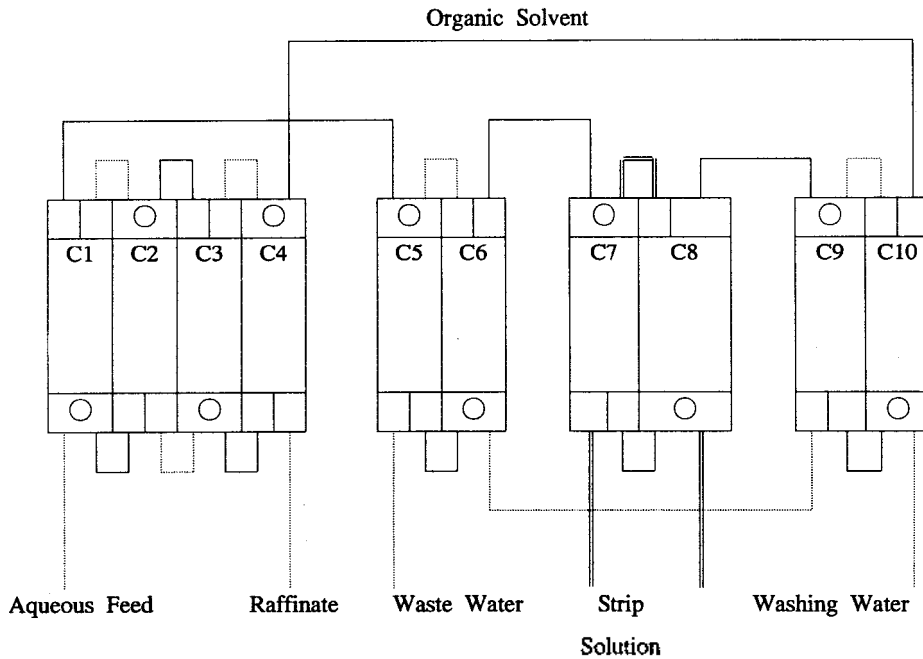 Organic Solvent
C1 C2 C3 C4 C5 C6 C7 C8 C9 C10
Aqueous Feed Raffinate Waste Water Strip Washing Water
Solution